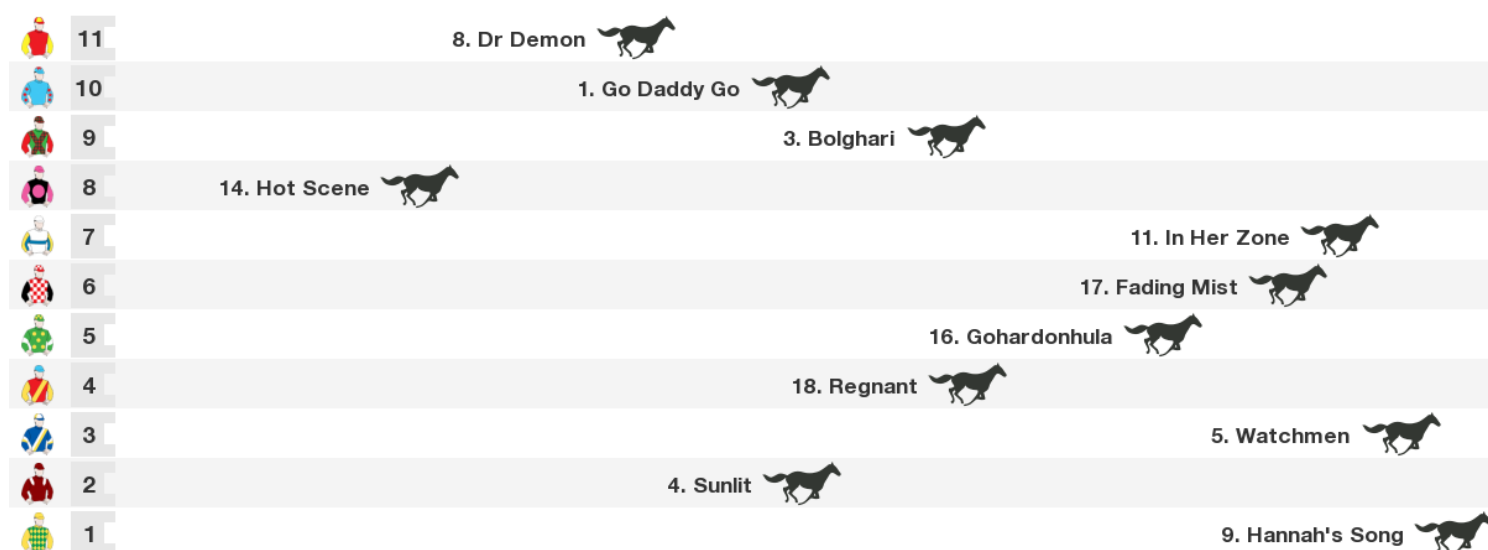 11 8. Dr Demon
10 1. Go Daddy Go
9 3. Bolghari
8 14. Hot Scene
7 11. In Her Zone
6 17. Fading Mist
5 16. Gohardonhula
4 18. Regnant
3 5. Watchmen
2 4. Sunlit
1 9. Hannah's Song